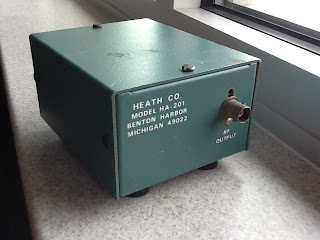 HEATH CO.
MODEL HA-201
BENTON HARBOR
MICHIGAN 49022
RF
OUTPUT